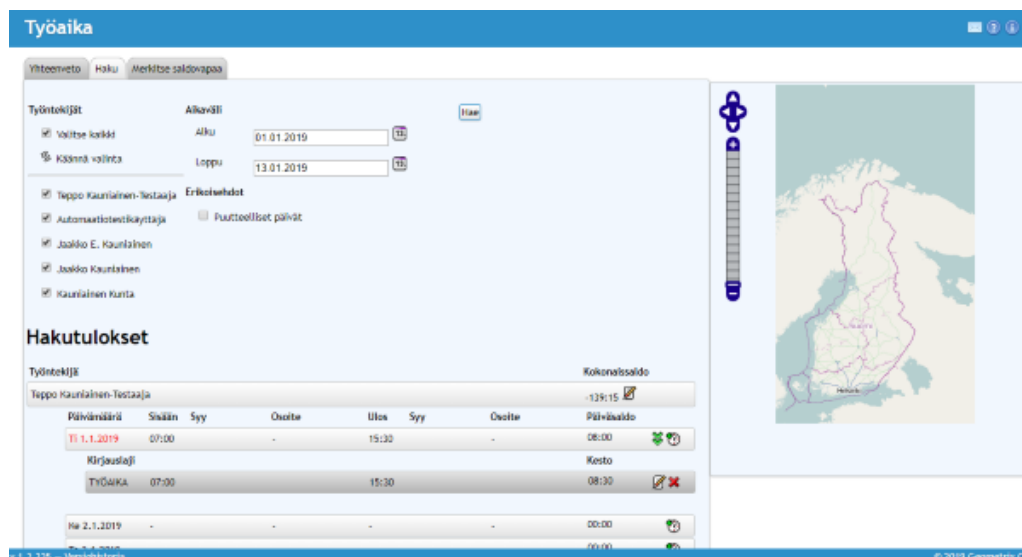 Työaika
Yhteenveto Haku Merkitse saldovapaa
Työntekijät Aikaväli Hae
Valitse kaikki Alku 01.01.2019
Käännä valinta Loppu 13.01.2019
Teppo Kauniainen-Testaaja Erikoisehdot
Automaatiotestikäyttäjä Puutteelliset päivät
Jaakko E. Kauniainen
Jaakko Kauniainen
Kauniainen Kunta
Hakutulokset
Työntekijä Kokonaissaldo
Teppo Kauniainen-Testaaja -139:15
Päivämäärä Sisään Syy Osoite Ulos Syy Osoite Päiväsaldo
Ti 1.1.2019 07:00 - 15:30 - 08:00
Kirjauslaji Kesto
TYÖAIKA 07:00 15:30 08:30
Ke 2.1.2019 - - - - 00:00
00:00
Versiohistoria